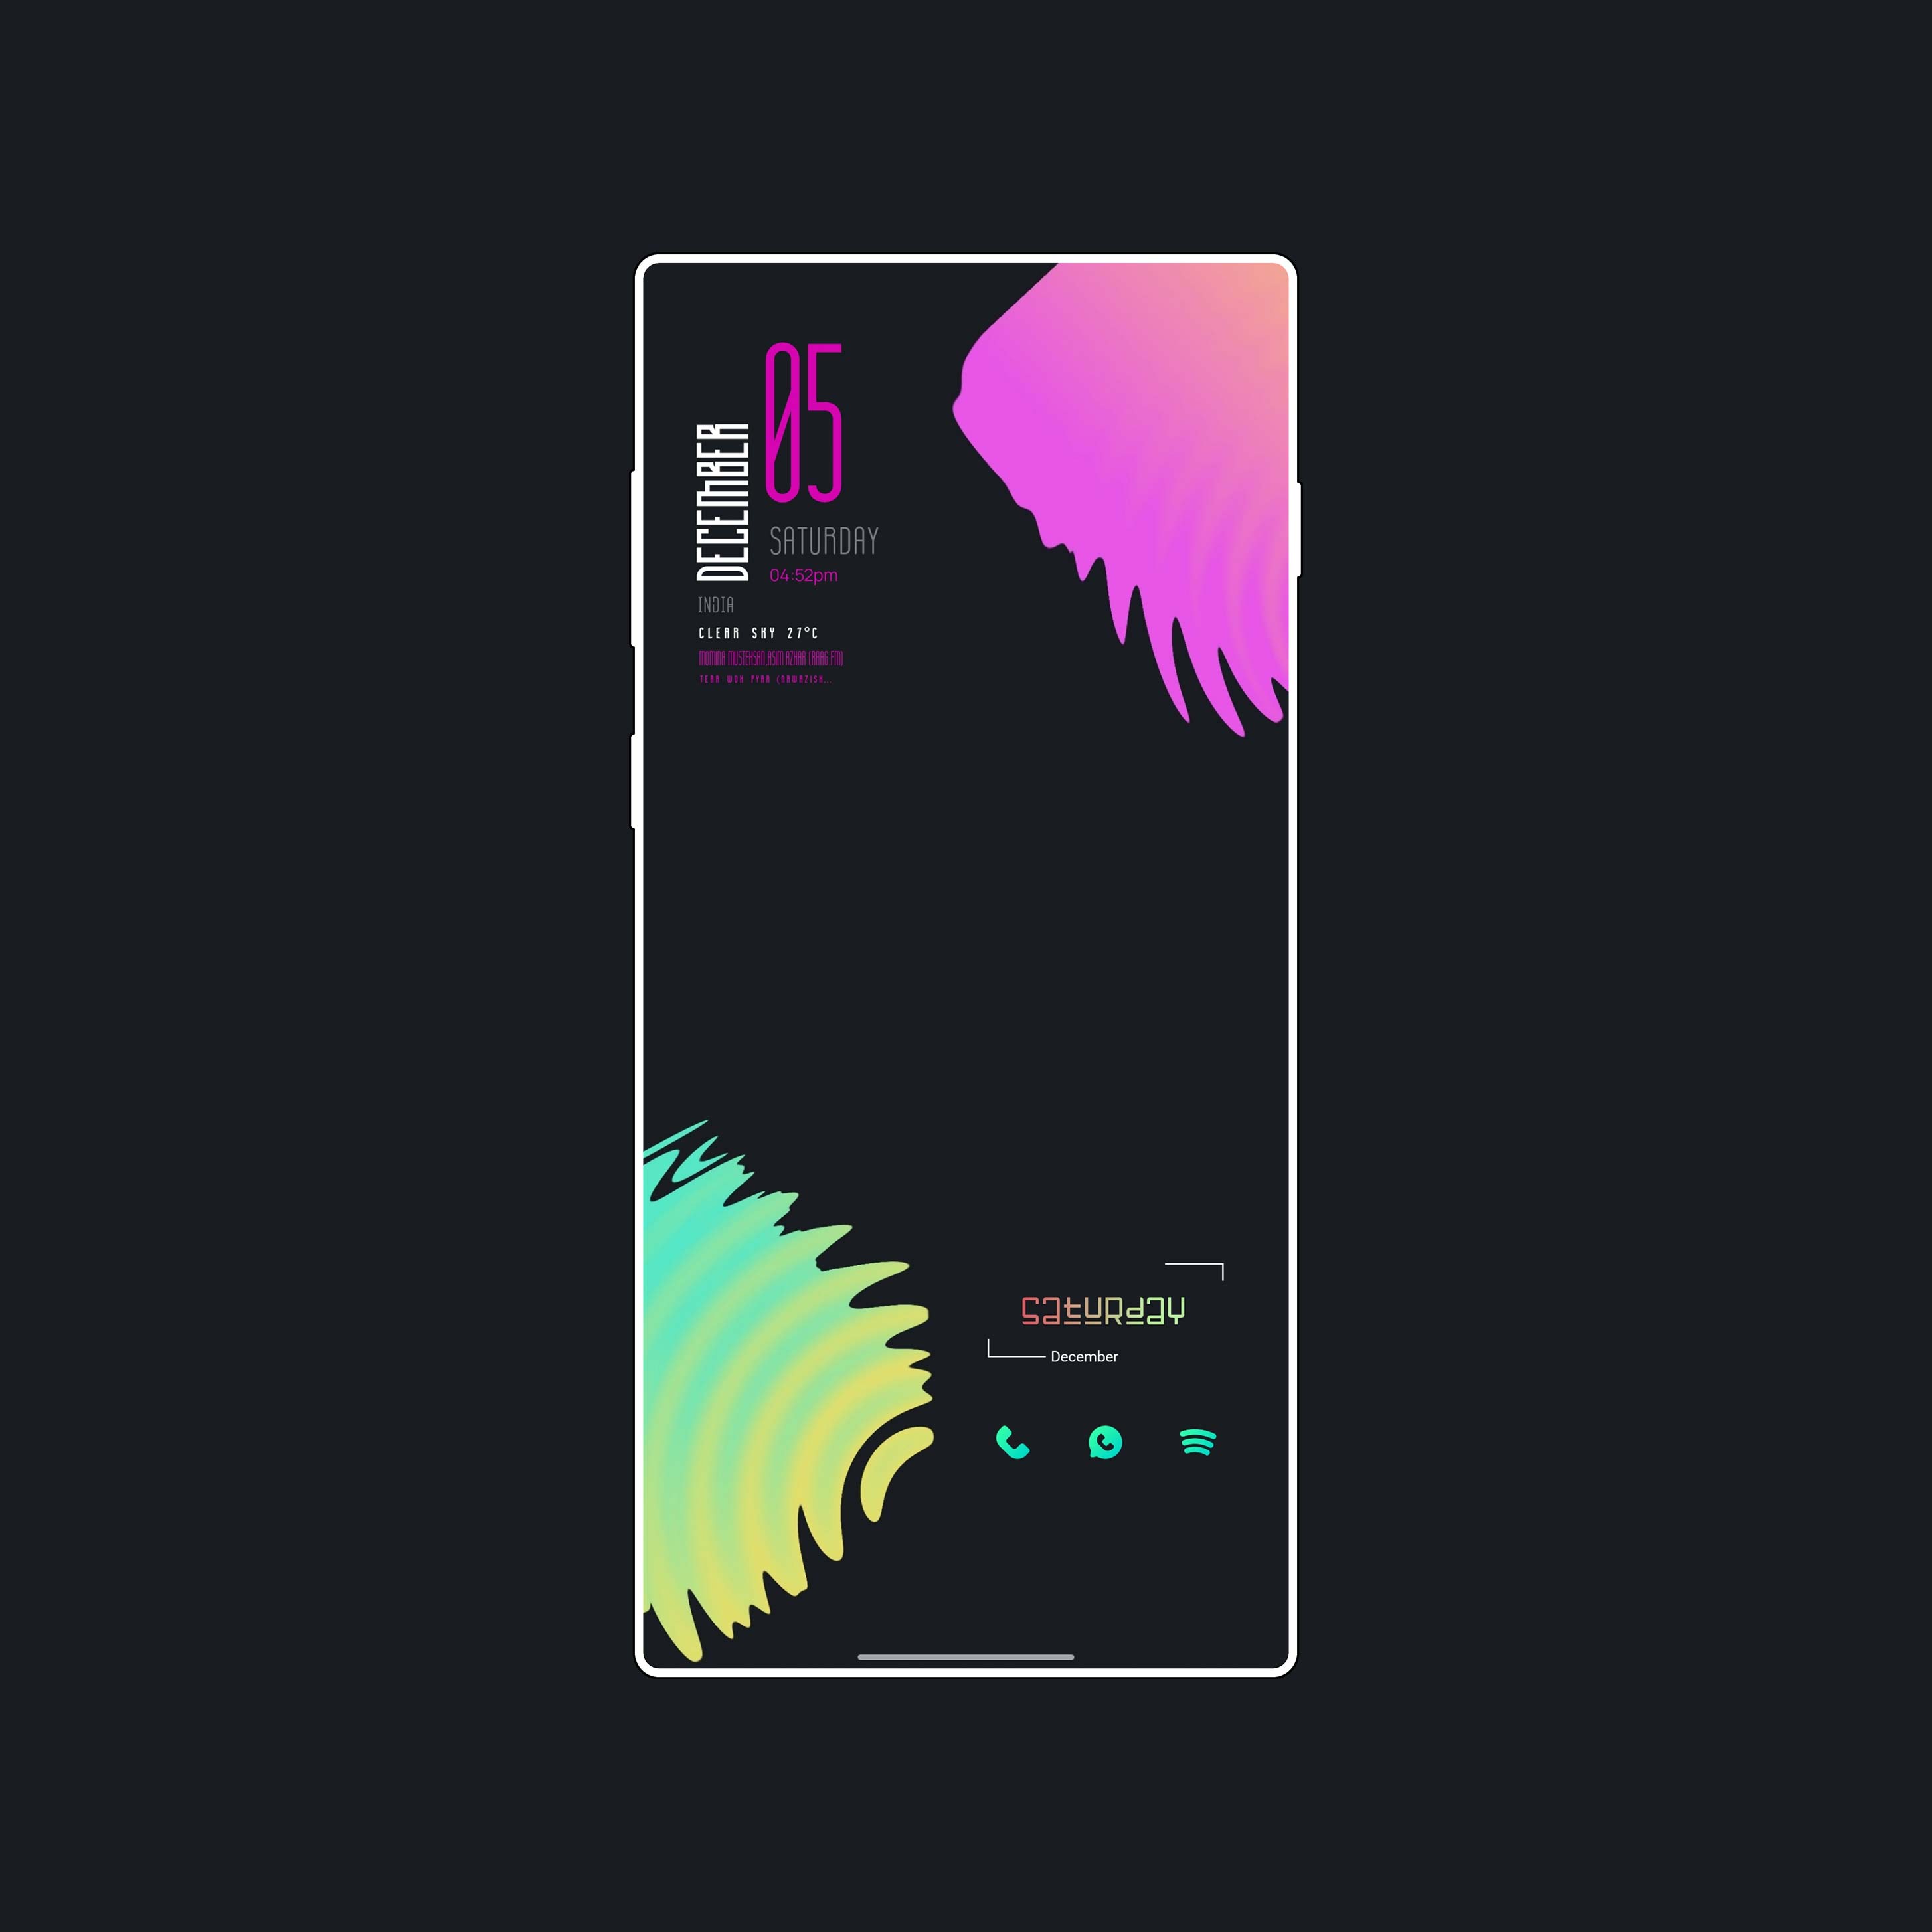 05
DECEMBER
SATURDAY
04:52pm
INDIA
CLEAR SKY 27°C
MOMINA MUSTEHSAN,ASIM AZHAR (RAAG FM)
TERA WOH PYAR (NAWAZISH...
saturday
December